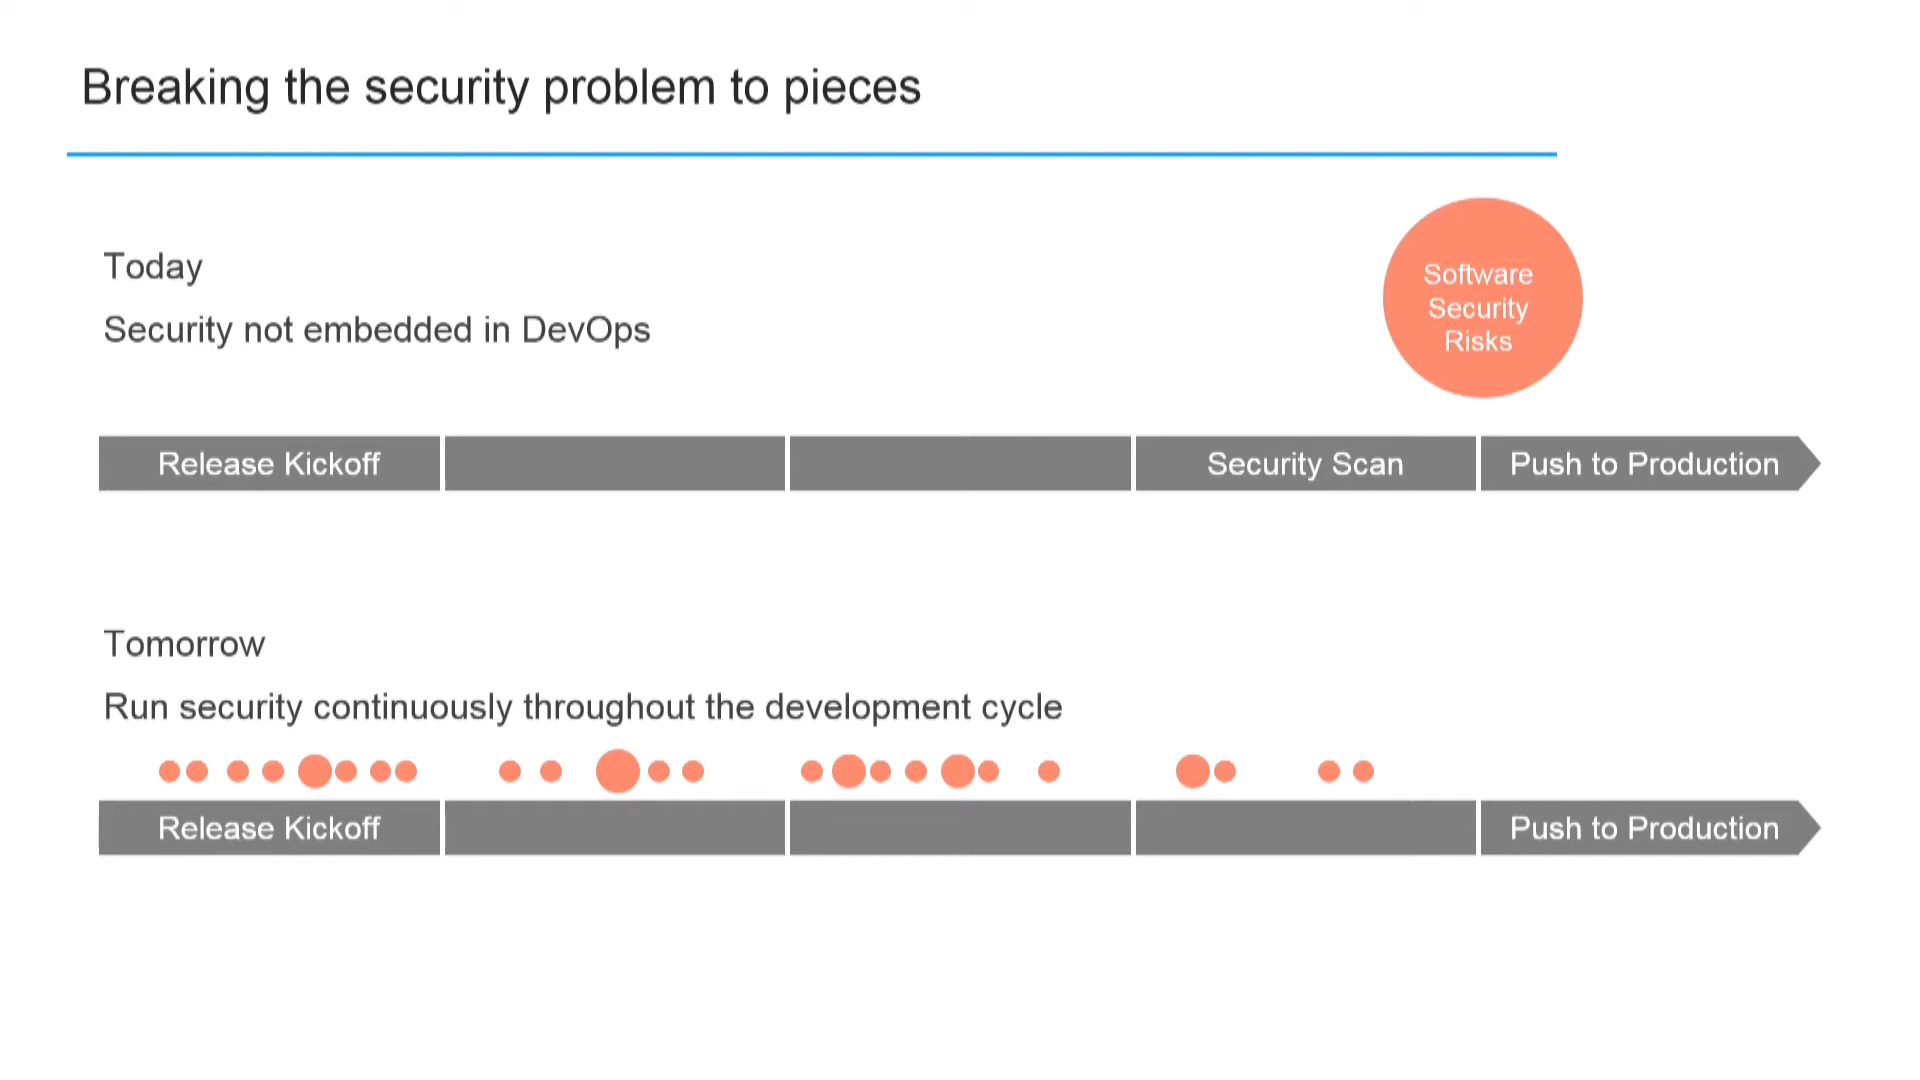 Breaking the security problem to pieces
Today
Security not embedded in DevOps
Software
Security
Risks
Release Kickoff
Security Scan
Push to Production
Tomorrow
Run security continuously throughout the development cycle
Release Kickoff
Push to Production